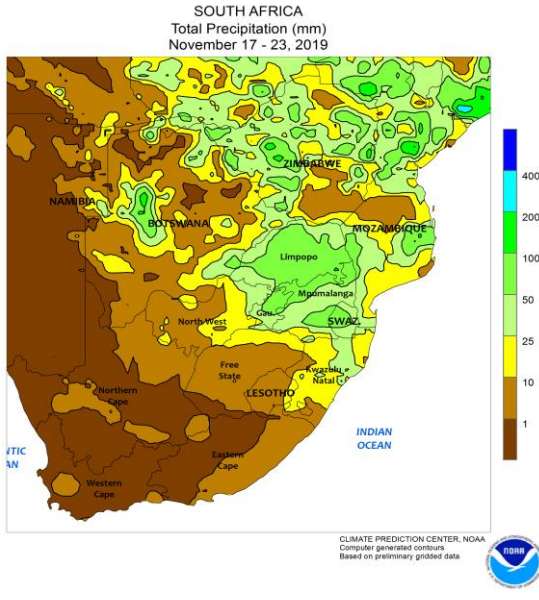 SOUTH AFRICA
Total Precipitation (mm)
November 17 - 23, 2019
ZIMBABWE
NAMIBIA
BOTSWANA
MOZAMBIQUE
Limpopo
Mpumalanga
Gau.
SWAZ.
North West
Free
State
Kwazulu
Natal
LESOTHO
Northern
Cape
Eastern
Cape
Western
Cape
NTIC
AN
INDIAN
OCEAN
400
200
100
50
25
10
1
CLIMATE PREDICTION CENTER, NOAA
Computer generated contours
Based on preliminary gridded data
NOAA